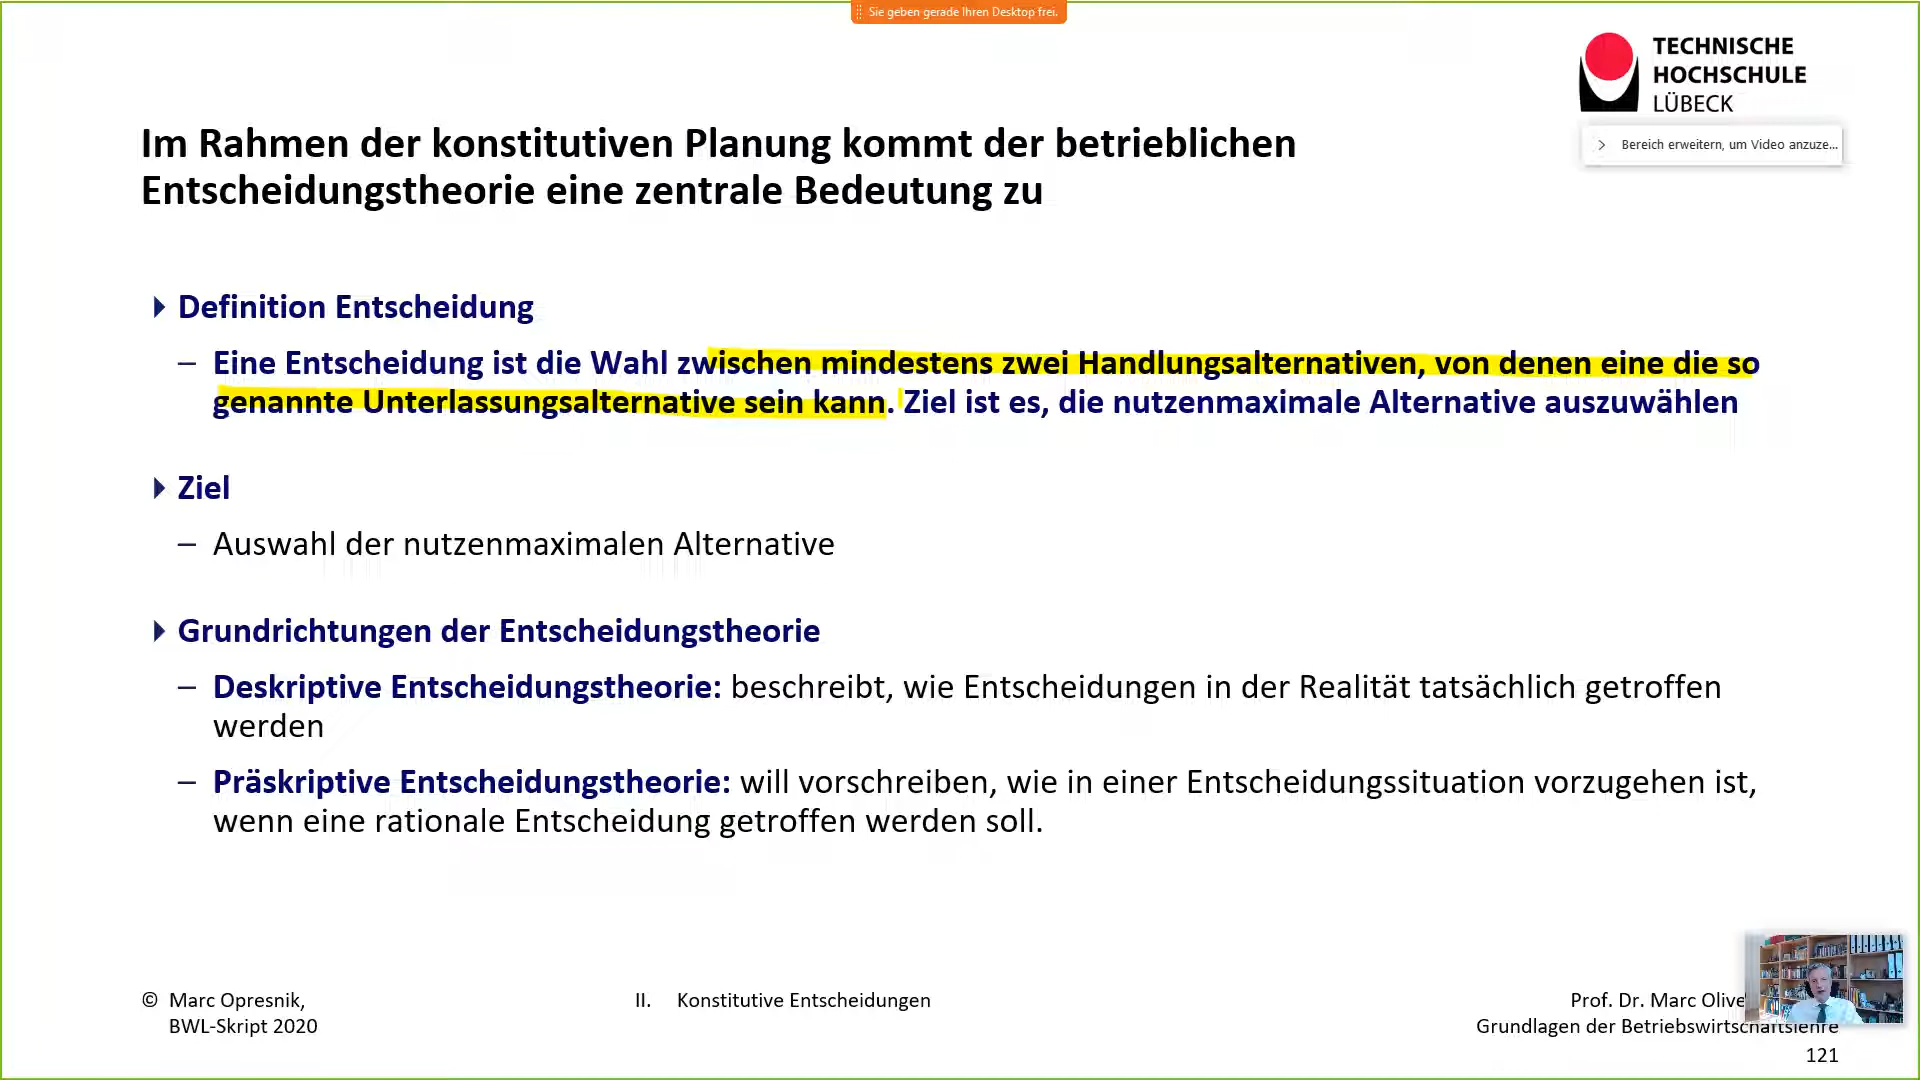 Sie geben gerade Ihren Desktop frei.
TECHNISCHE
HOCHSCHULE
LÜBECK
Bereich erweitern, um Video anzuze...
Im Rahmen der konstitutiven Planung kommt der betrieblichen
Entscheidungstheorie eine zentrale Bedeutung zu
Definition Entscheidung
– Eine Entscheidung ist die Wahl zwischen mindestens zwei Handlungsalternativen, von denen eine die so
genannte Unterlassungsalternative sein kann. Ziel ist es, die nutzenmaximale Alternative auszuwählen
Ziel
– Auswahl der nutzenmaximalen Alternative
Grundrichtungen der Entscheidungstheorie
– Deskriptive Entscheidungstheorie: beschreibt, wie Entscheidungen in der Realität tatsächlich getroffen
werden
– Präskriptive Entscheidungstheorie: will vorschreiben, wie in einer Entscheidungssituation vorzugehen ist,
wenn eine rationale Entscheidung getroffen werden soll.
© Marc Opresnik,
BWL-Skript 2020
II. Konstitutive Entscheidungen
Prof. Dr. Marc Olive
Grundlagen der Betriebswirtschaftslehre
121